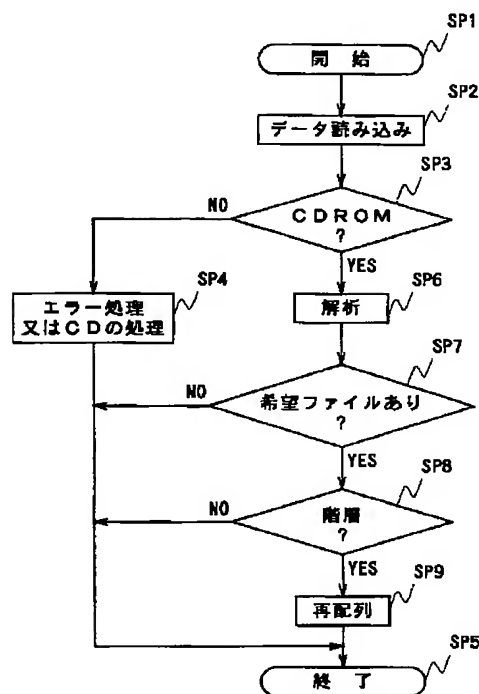 SP1
開 始
SP2
データ読み込み
SP3
CDROM
?
NO
YES
SP4
エラー処理
又はCDの処理
SP6
解析
SP7
希望ファイルあり
?
NO
YES
SP8
階層
?
NO
YES
SP9
再配列
SP5
終 了